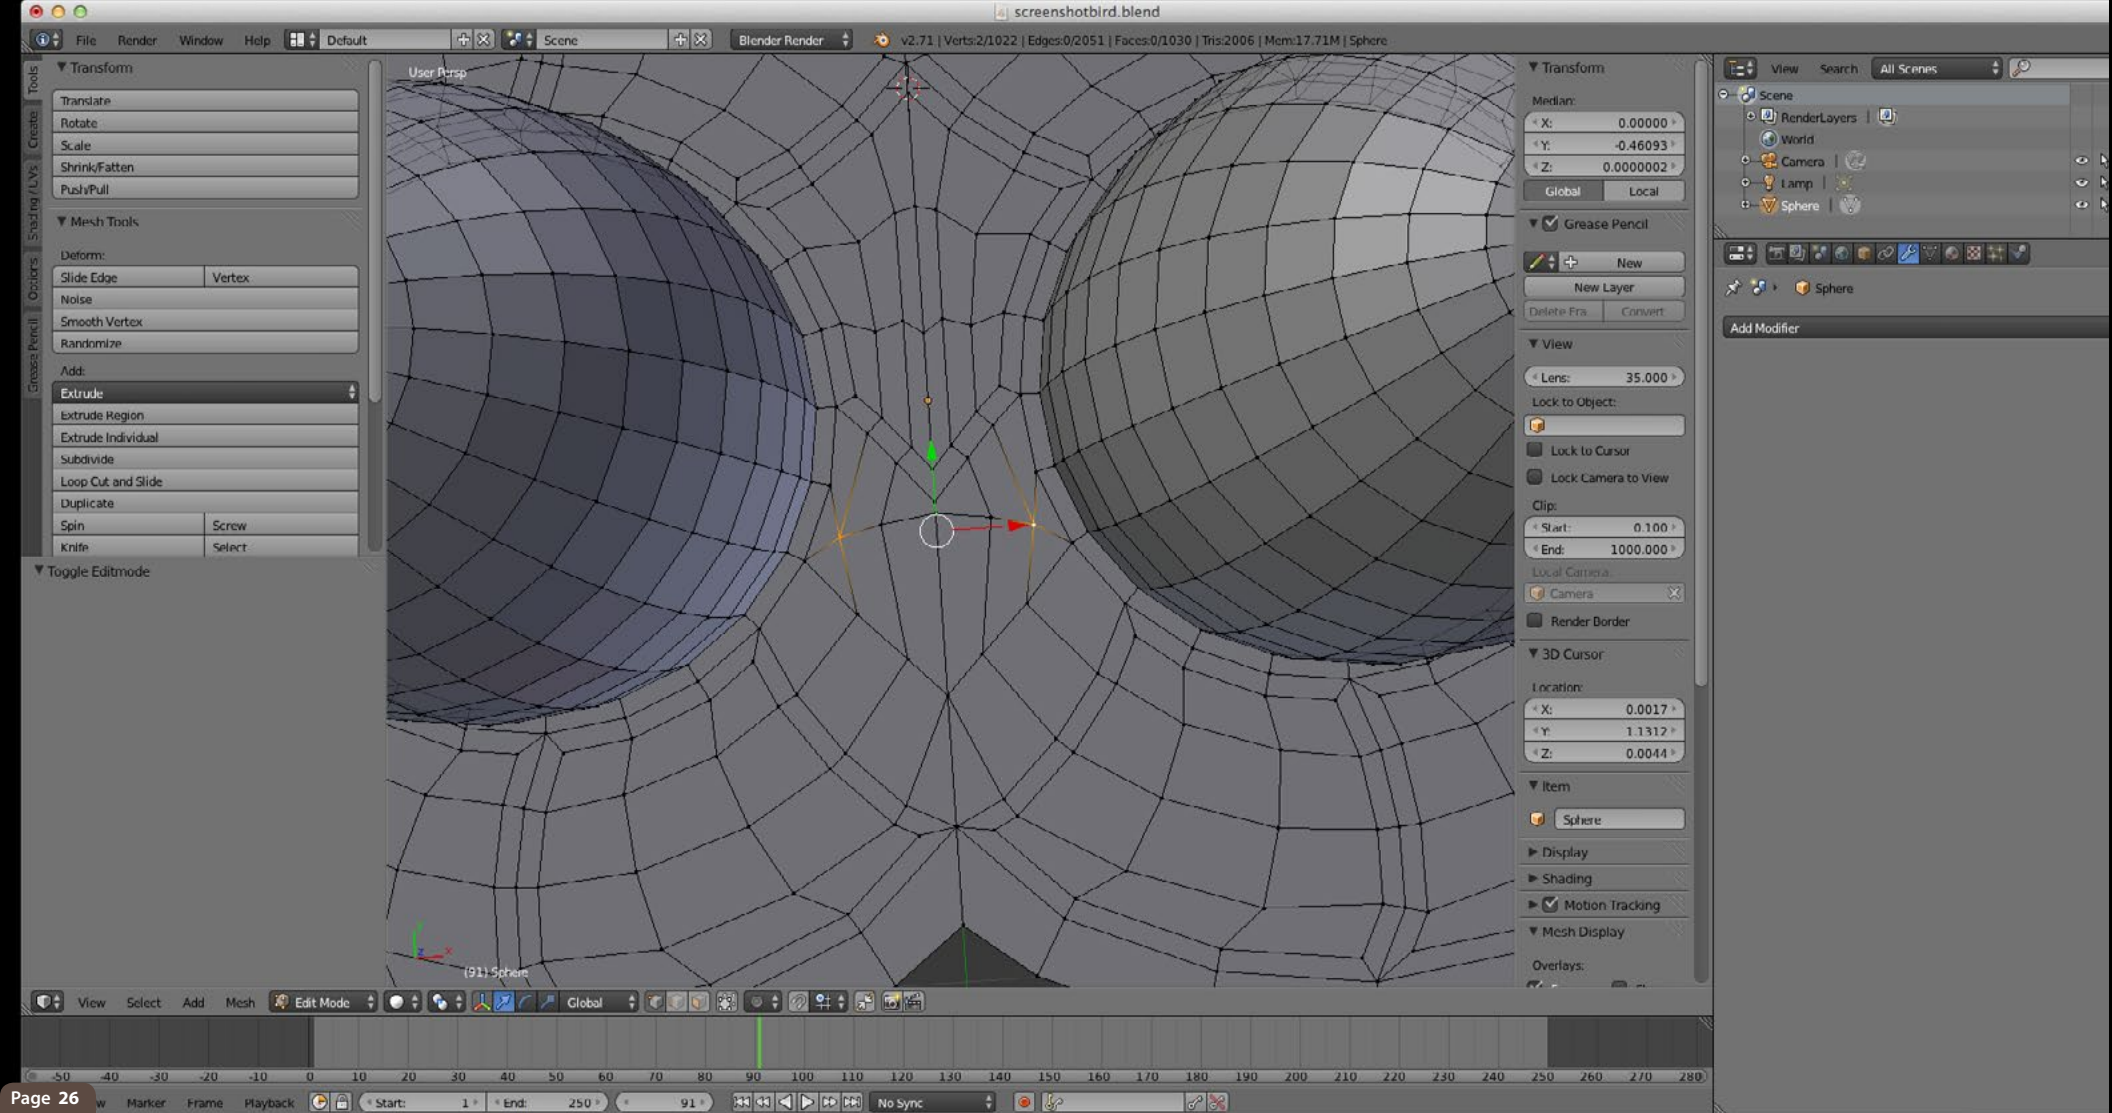 screenshotbird.blend
File Render Window Help Default Scene Blender Render v2.71 | Verts:2/1022 | Edges:0/2051 | Faces:0/1030 | Tris:2006 | Mem:17.71M | Sphere
Tools
Create
Shading / UVs
Options
Grease Pencil
Transform
Translate
Rotate
Scale
Shrink/Fatten
Push/Pull
Mesh Tools
Deform:
Slide Edge Vertex
Noise
Smooth Vertex
Randomize
Add:
Extrude
Extrude Region
Extrude Individual
Subdivide
Loop Cut and Slide
Duplicate
Spin Screw
Knife Select
Toggle Editmode
User Persp
(91) Sphere
Transform
Median:
X: 0.00000
Y: -0.46093
Z: 0.0000002
Global Local
Grease Pencil
New
New Layer
Delete Fra Convert
View
Lens: 35.000
Lock to Object:
Lock to Cursor
Lock Camera to View
Clip:
Start: 0.100
End: 1000.000
Local Camera:
Camera
Render Border
3D Cursor
Location:
X: 0.0017
Y: 1.1312
Z: 0.0044
Item
Sphere
Display
Shading
Motion Tracking
Mesh Display
Overlays:
View Search All Scenes
Scene
RenderLayers
World
Camera
Lamp
Sphere
Sphere
Add Modifier
View Select Add Mesh Edit Mode Global
-50 -40 -30 -20 -10 0 10 20 30 40 50 60 70 80 90 100 110 120 130 140 150 160 170 180 190 200 210 220 230 240 250 260 270 280
Marker Frame Playback Start: 1 End: 250 91 No Sync
Page 26